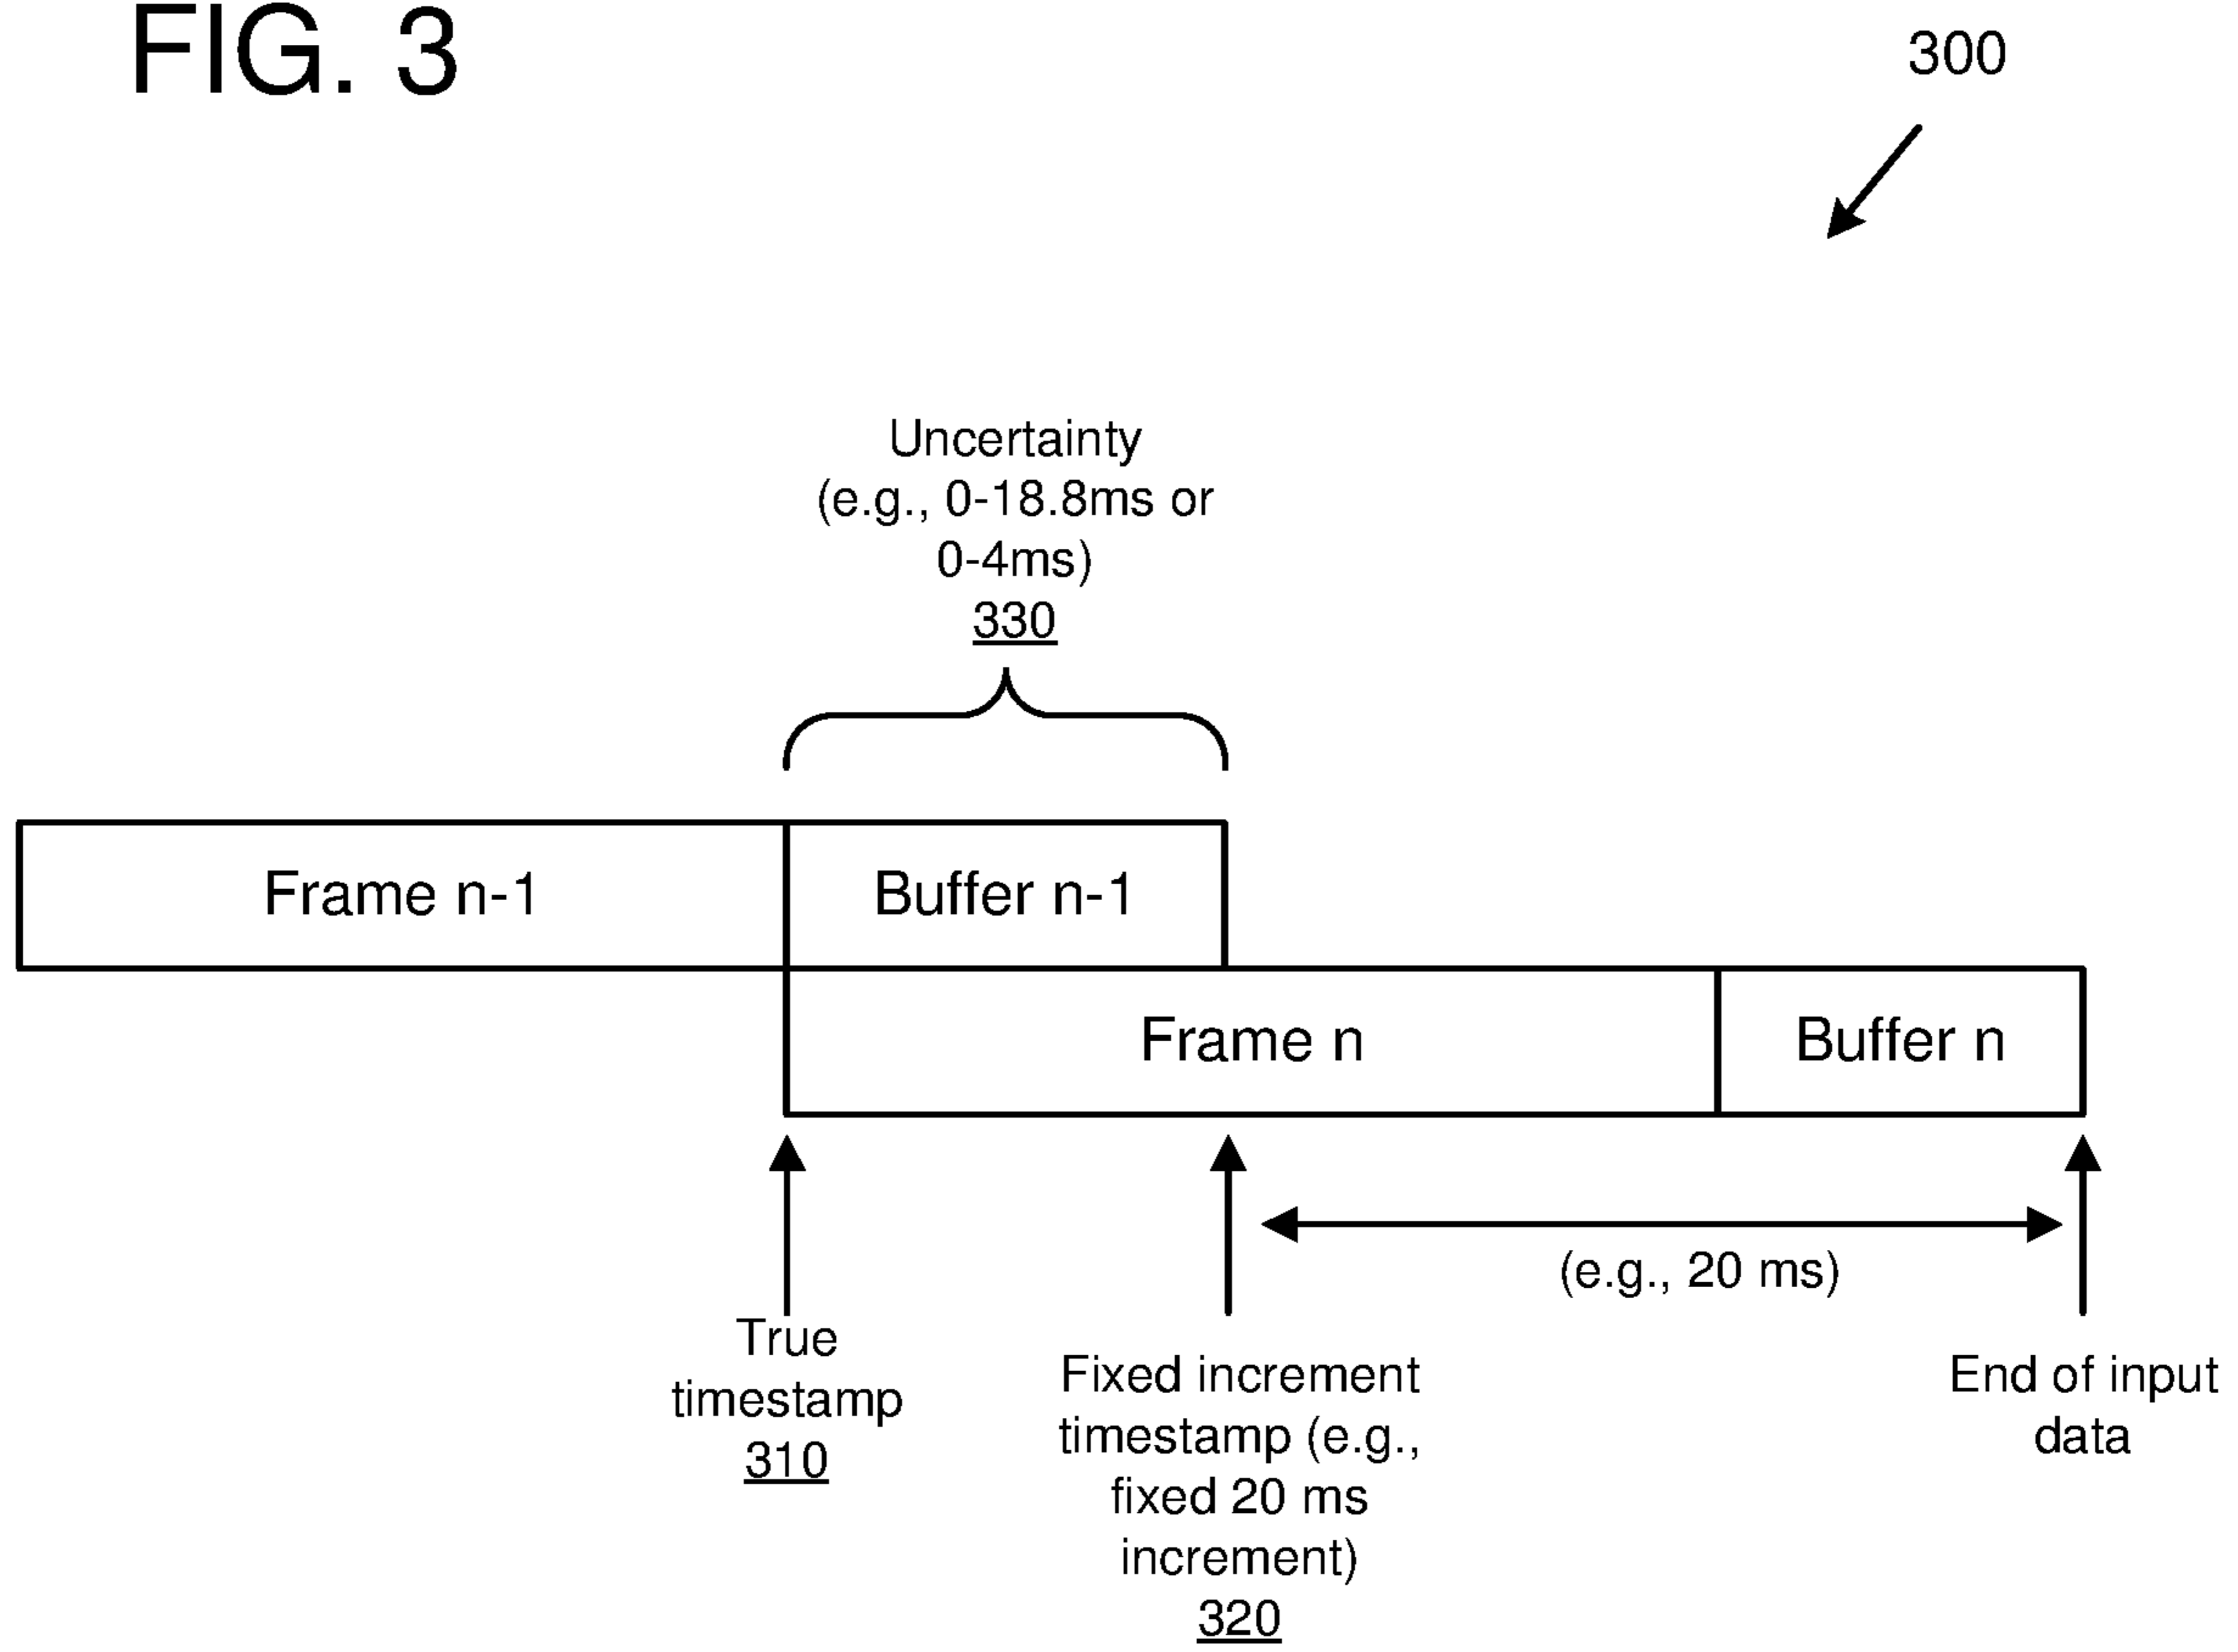 FIG. 3
300
Uncertainty
(e.g., 0-18.8ms or
0-4ms)
330
Frame n-1
Buffer n-1
Frame n
Buffer n
(e.g., 20 ms)
True
timestamp
310
Fixed increment
timestamp (e.g.,
fixed 20 ms
increment)
320
End of input
data